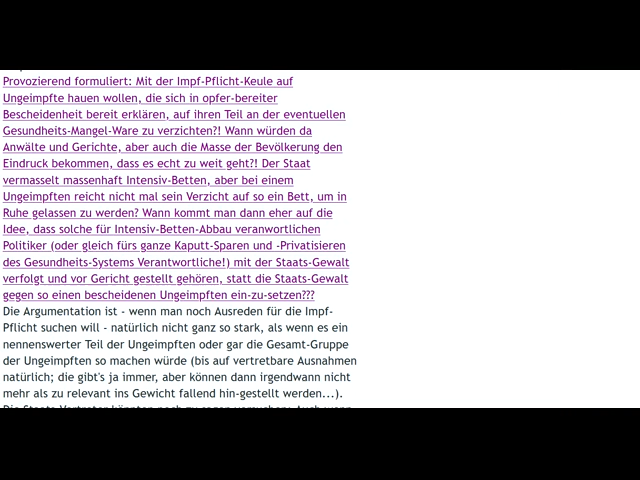 Provozierend formuliert: Mit der Impf-Pflicht-Keule auf
Ungeimpfte hauen wollen, die sich in opfer-bereiter
Bescheidenheit bereit erklären, auf ihren Teil an der eventuellen
Gesundheits-Mangel-Ware zu verzichten?! Wann würden da
Anwälte und Gerichte, aber auch die Masse der Bevölkerung den
Eindruck bekommen, dass es echt zu weit geht?! Der Staat
vermasselt massenhaft Intensiv-Betten, aber bei einem
Ungeimpften reicht nicht mal sein Verzicht auf so ein Bett, um in
Ruhe gelassen zu werden? Wann kommt man dann eher auf die
Idee, dass solche für Intensiv-Betten-Abbau veranwortlichen
Politiker (oder gleich fürs ganze Kaputt-Sparen und -Privatisieren
des Gesundheits-Systems Verantwortliche!) mit der Staats-Gewalt
verfolgt und vor Gericht gestellt gehören, statt die Staats-Gewalt
gegen so einen bescheidenen Ungeimpften ein-zu-setzen???
Die Argumentation ist - wenn man noch Ausreden für die Impf-
Pflicht suchen will - natürlich nicht ganz so stark, als wenn es ein
nennenswerter Teil der Ungeimpften oder gar die Gesamt-Gruppe
der Ungeimpften so machen würde (bis auf vertretbare Ausnahmen
natürlich; die gibt's ja immer, aber können dann irgendwann nicht
mehr als zu relevant ins Gewicht fallend hin-gestellt werden...).